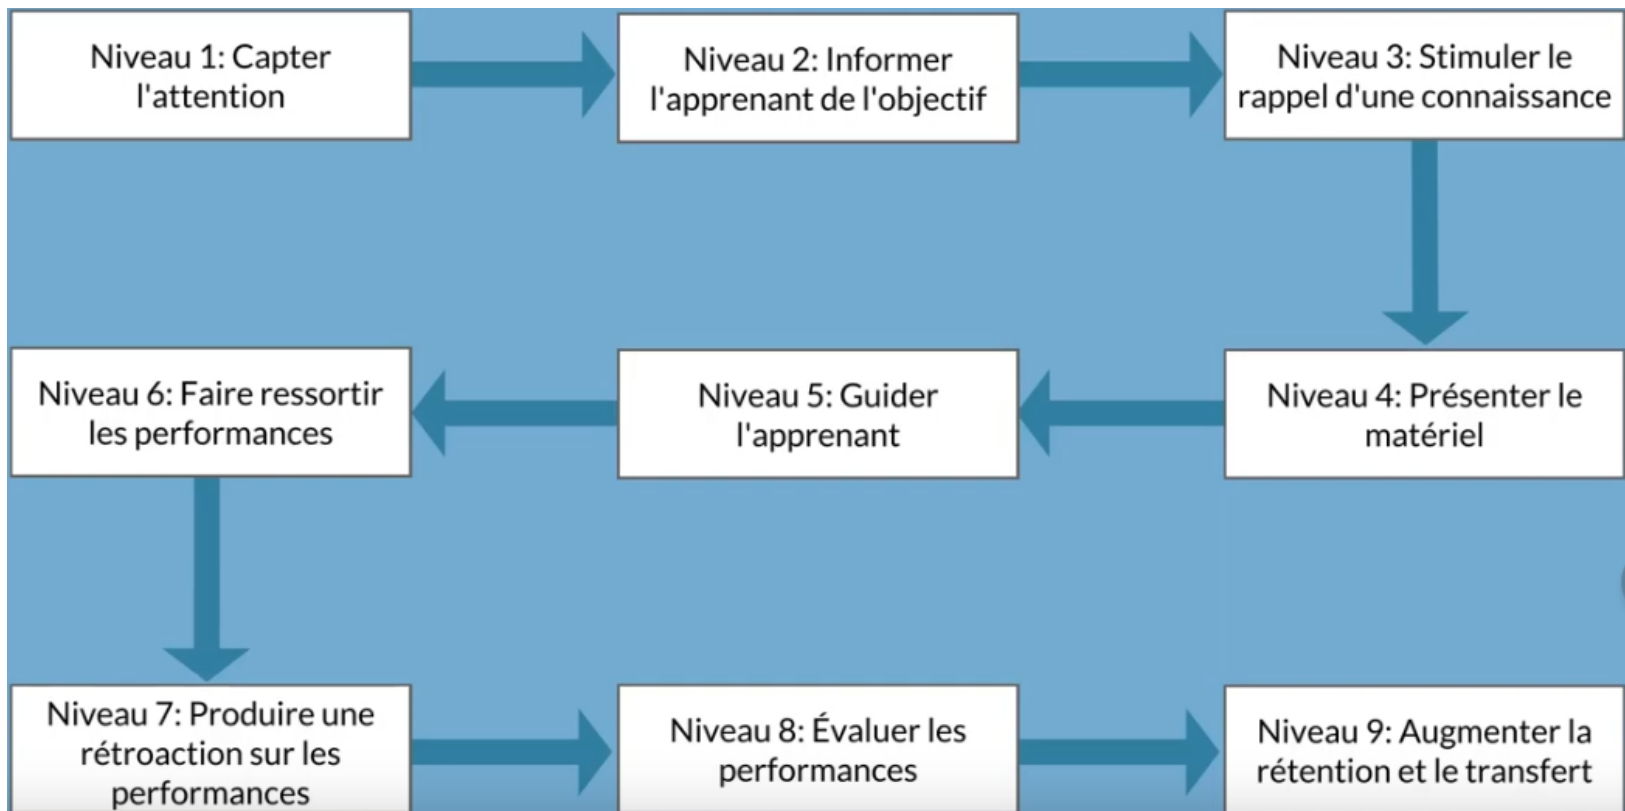 Niveau 1: Capter
l'attention
Niveau 2: Informer
l'apprenant de l'objectif
Niveau 3: Stimuler le
rappel d'une connaissance
Niveau 4: Présenter le
matériel
Niveau 5: Guider
l'apprenant
Niveau 6: Faire ressortir
les performances
Niveau 7: Produire une
rétroaction sur les
performances
Niveau 8: Évaluer les
performances
Niveau 9: Augmenter la
rétention et le transfert